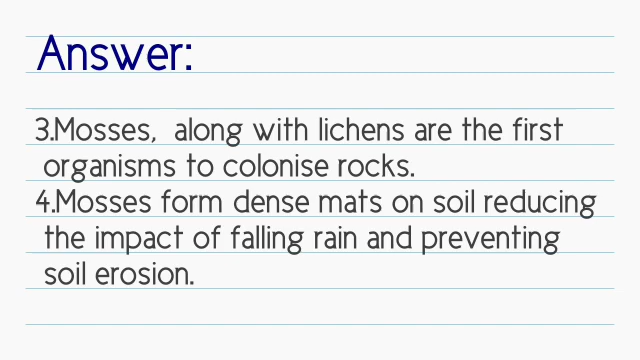 Answer:
3.Mosses,  along with lichens are the first
organisms to colonise rocks.
4.Mosses form dense mats on soil reducing
the impact of falling rain and preventing
soil erosion.